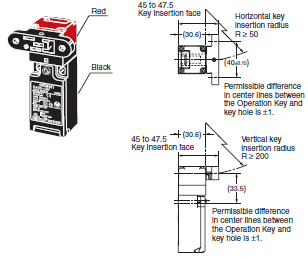 Red
Black
45 to 47.5
Key Insertion face
Horizontal key
insertion radius
R ≥ 50
(30.6)
(40±0.15)
Permissible difference
in center lines between
the Operation Key and
key hole is ±1.
45 to 47.5
Key Insertion face
(30.6)
Vertical key
insertion radius
R ≥ 200
(33.5)
Permissible difference
in center lines between
the Operation Key and
key hole is ±1.